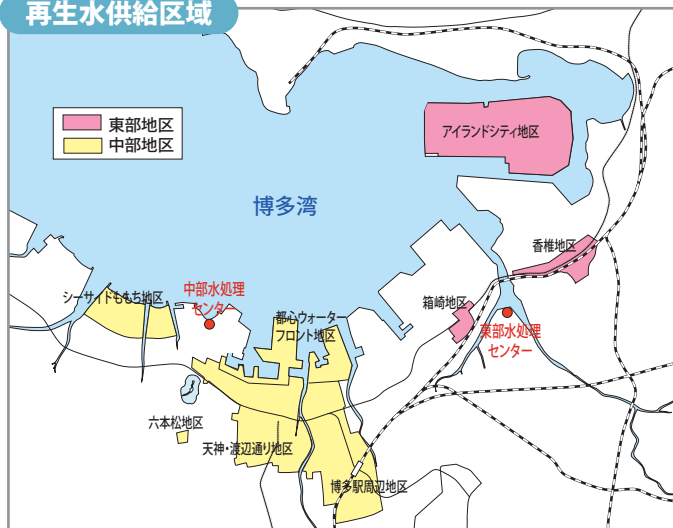 再生水供給区域
東部地区
中部地区
アイランドシティ地区
博多湾
香椎地区
シーサイドももち地区
中部水処理
センター
都心ウォーター
フロント地区
箱崎地区
東部水処理
センター
六本松地区
天神・渡辺通り地区
博多駅周辺地区